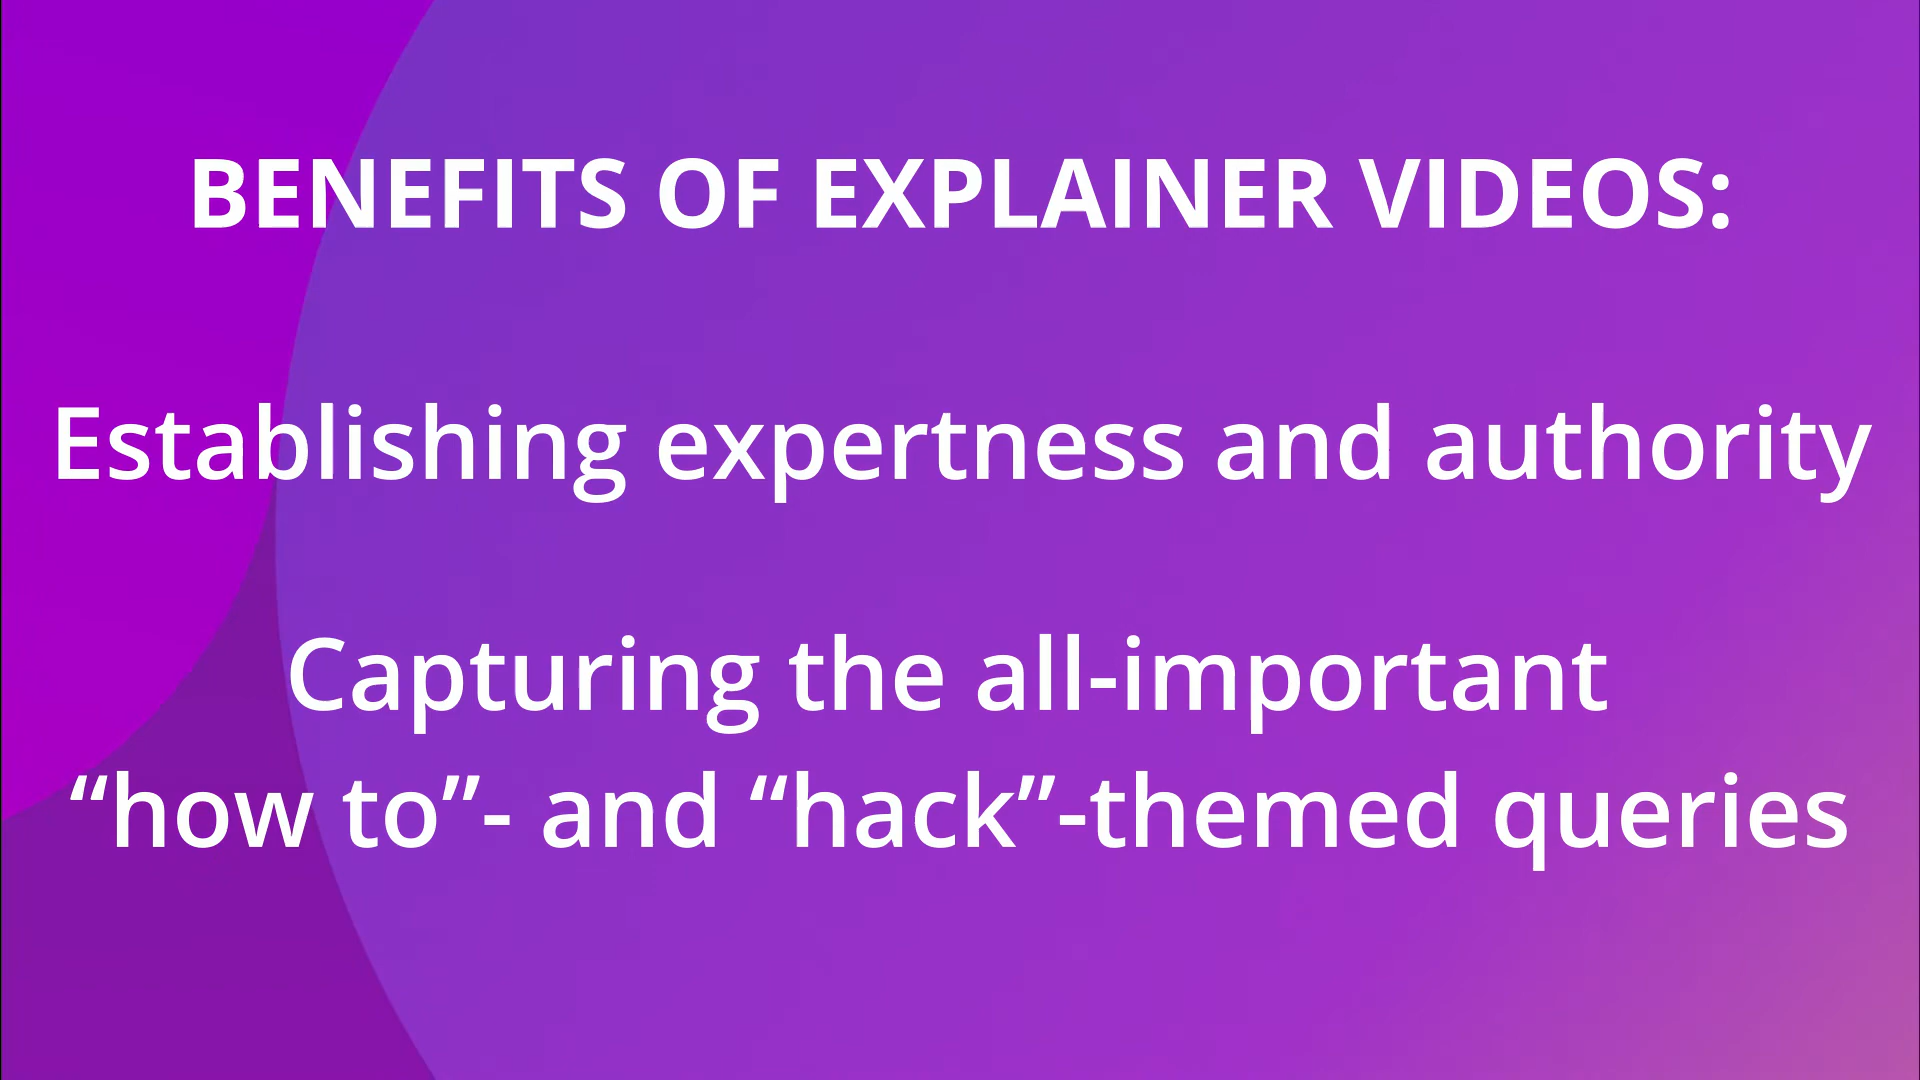 BENEFITS OF EXPLAINER VIDEOS:
Establishing expertness and authority
Capturing the all-important
“how to”- and “hack”-themed queries